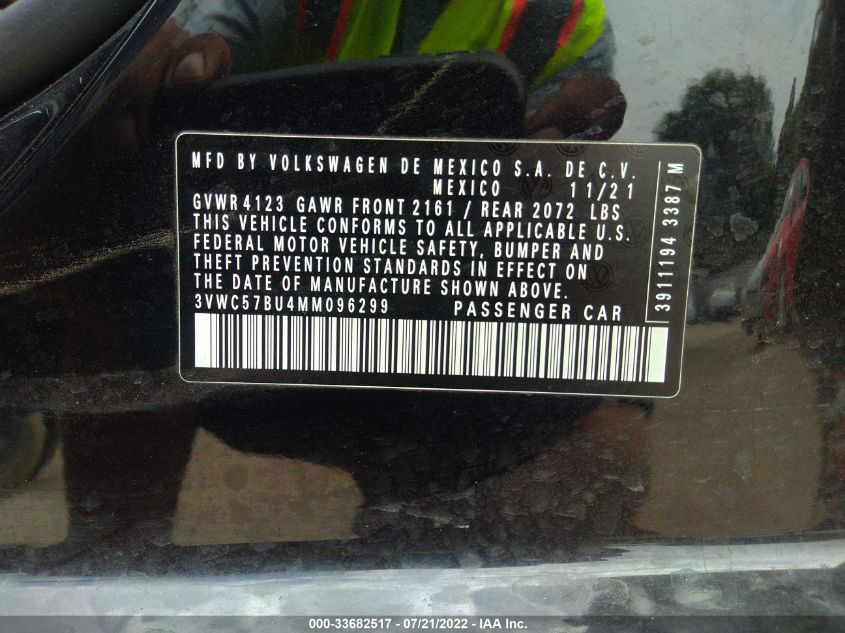 MFD BY VOLKSWAGEN DE MEXICO S.A. DE C.V.
MEXICO 11/21
GVWR 4123 GAWR FRONT 2161 / REAR 2072 LBS
THIS VEHICLE CONFORMS TO ALL APPLICABLE U.S.
FEDERAL MOTOR VEHICLE SAFETY, BUMPER AND
THEFT PREVENTION STANDARDS IN EFFECT ON
THE DATE OF MANUFACTURE SHOWN ABOVE.
3VWC57BU4MM096299 PASSENGER CAR
3911194 3387 M
000-33682517 - 07/21/2022 - IAA Inc.